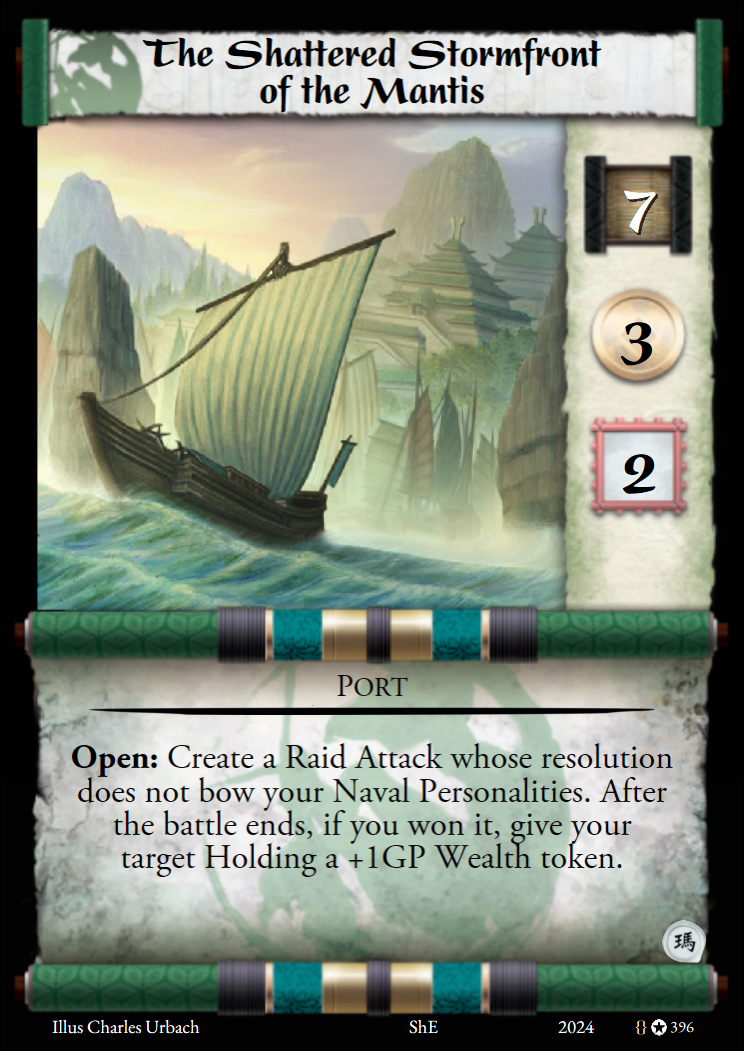 The Shattered Stormfront
of the Mantis
7
3
2
Port
Open: Create a Raid Attack whose resolution
does not bow your Naval Personalities. After
the battle ends, if you won it, give your
target Holding a +1GP Wealth token.
瑪
Illus Charles Urbach ShE 2024 {} ✪ 396